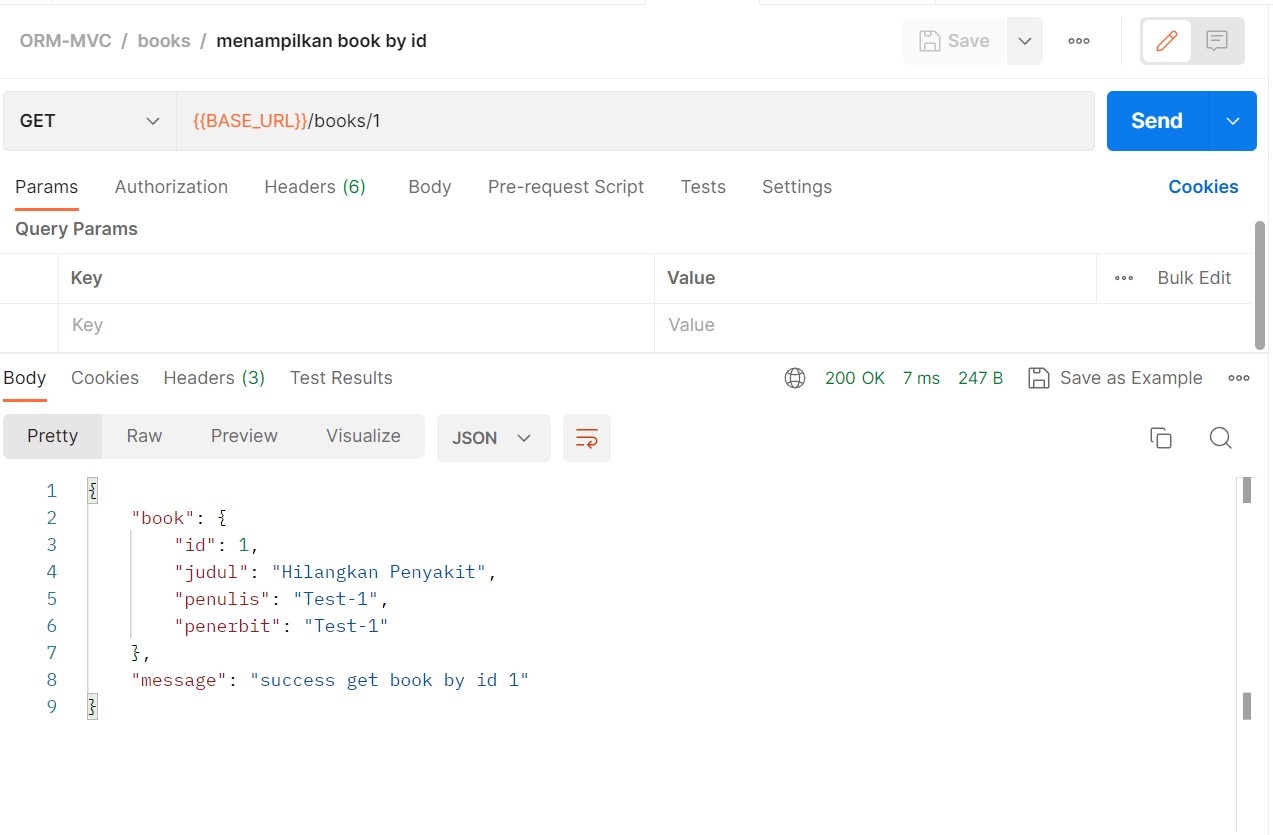 ORM-MVC / books / menampilkan book by id Save
GET {{BASE_URL}}/books/1 Send
Params Authorization Headers (6) Body Pre-request Script Tests Settings Cookies
Query Params
Key Value Bulk Edit
Key Value
Body Cookies Headers (3) Test Results 200 OK 7 ms 247 B Save as Example
Pretty Raw Preview Visualize JSON
1 {
2 "book": {
3 "id": 1,
4 "judul": "Hilangkan Penyakit",
5 "penulis": "Test-1",
6 "penerbit": "Test-1"
7 },
8 "message": "success get book by id 1"
9 }